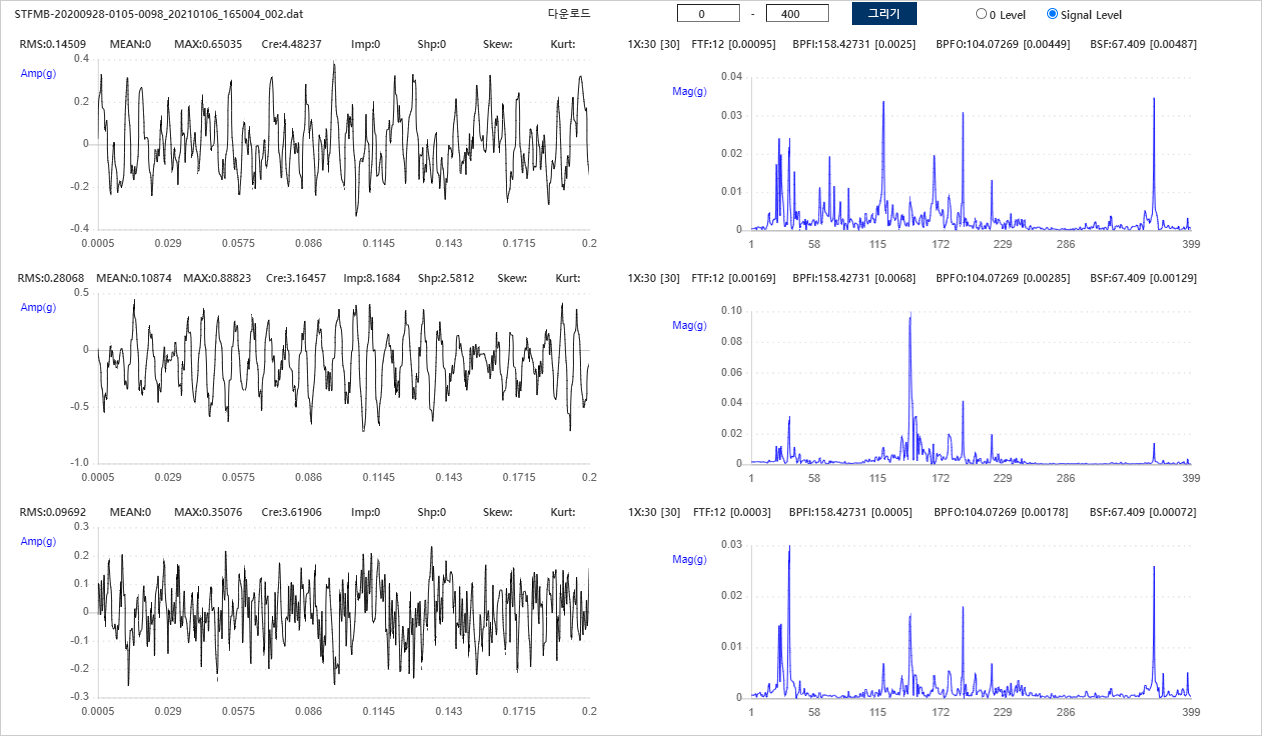 STFMB-20200928-0105-0098_20210106_165004_002.dat 다운로드 0 - 400 그리기 0 Level Signal Level
RMS:0.14509 MEAN:0 MAX:0.65035 Cre:4.48237 Imp:0 Shp:0 Skew: Kurt:
Amp(g)
0.4
0.2
0
-0.2
-0.4
0.0005 0.029 0.0575 0.086 0.1145 0.143 0.1715 0.2
1X:30 [30] FTF:12 [0.00095] BPFI:158.42731 [0.0025] BPFO:104.07269 [0.00449] BSF:67.409 [0.00487]
Mag(g)
0.04
0.03
0.02
0.01
0
1 58 115 172 229 286 399
RMS:0.28068 MEAN:0.10874 MAX:0.88823 Cre:3.16457 Imp:8.1684 Shp:2.5812 Skew: Kurt:
Amp(g)
0.5
0
-0.5
-1.0
0.0005 0.029 0.0575 0.086 0.1145 0.143 0.1715 0.2
1X:30 [30] FTF:12 [0.00169] BPFI:158.42731 [0.0068] BPFO:104.07269 [0.00285] BSF:67.409 [0.00129]
Mag(g)
0.10
0.08
0.06
0.04
0.02
0
1 58 115 172 229 286 399
RMS:0.09692 MEAN:0 MAX:0.35076 Cre:3.61906 Imp:0 Shp:0 Skew: Kurt:
Amp(g)
0.3
0.2
0.1
0
-0.1
-0.2
-0.3
0.0005 0.029 0.0575 0.086 0.1145 0.143 0.1715 0.2
1X:30 [30] FTF:12 [0.0003] BPFI:158.42731 [0.0005] BPFO:104.07269 [0.00178] BSF:67.409 [0.00072]
Mag(g)
0.03
0.02
0.01
0
1 58 115 172 229 286 399